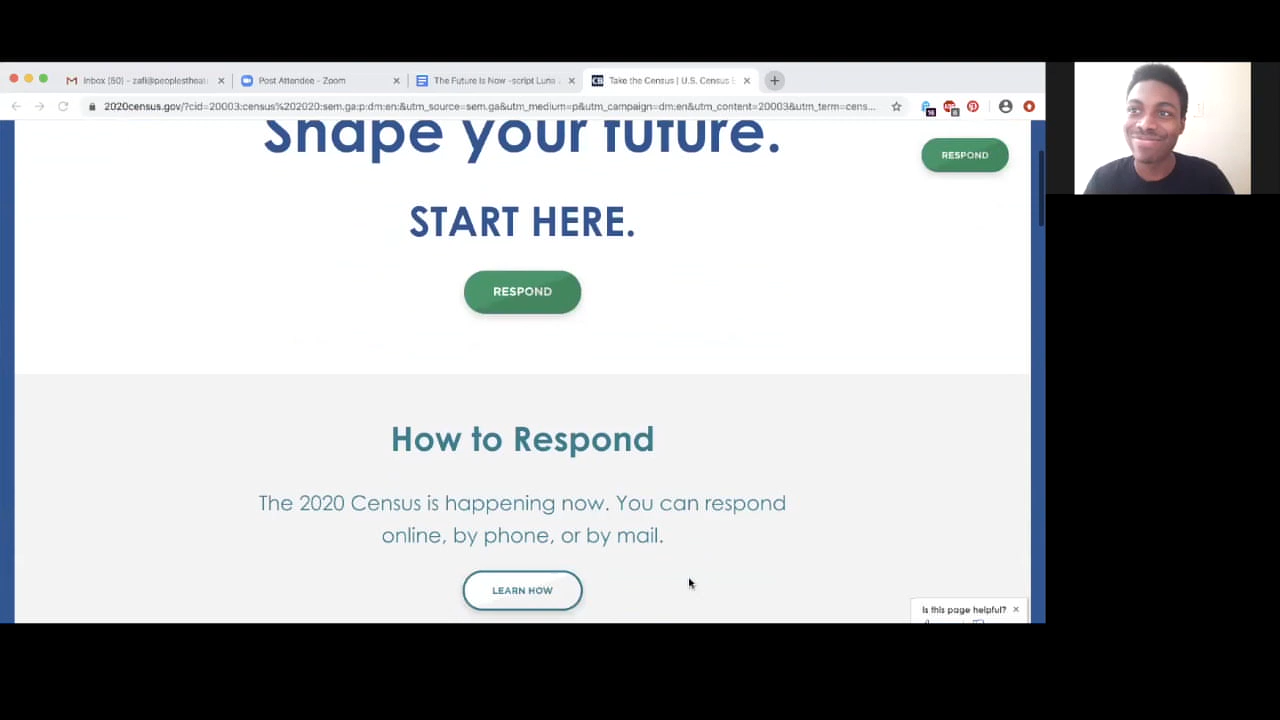 Inbox (50) - zafi@peoplestheat
Post Attendee - Zoom
The Future Is Now -script Luna
Take the Census | U.S. Census
2020census.gov/?cid=20003:census%202020:sem.ga:p:dm:en:&utm_source=sem.ga&utm_medium=p&utm_campaign=dm:en&utm_content=20003&utm_term=cens...
Shape your future.
RESPOND
START HERE.
RESPOND
How to Respond
The 2020 Census is happening now. You can respond
online, by phone, or by mail.
LEARN HOW
Is this page helpful?